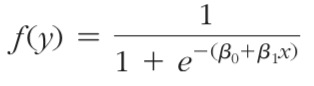 f(y) = 1 / (1 + e^−(β₀+β₁x))